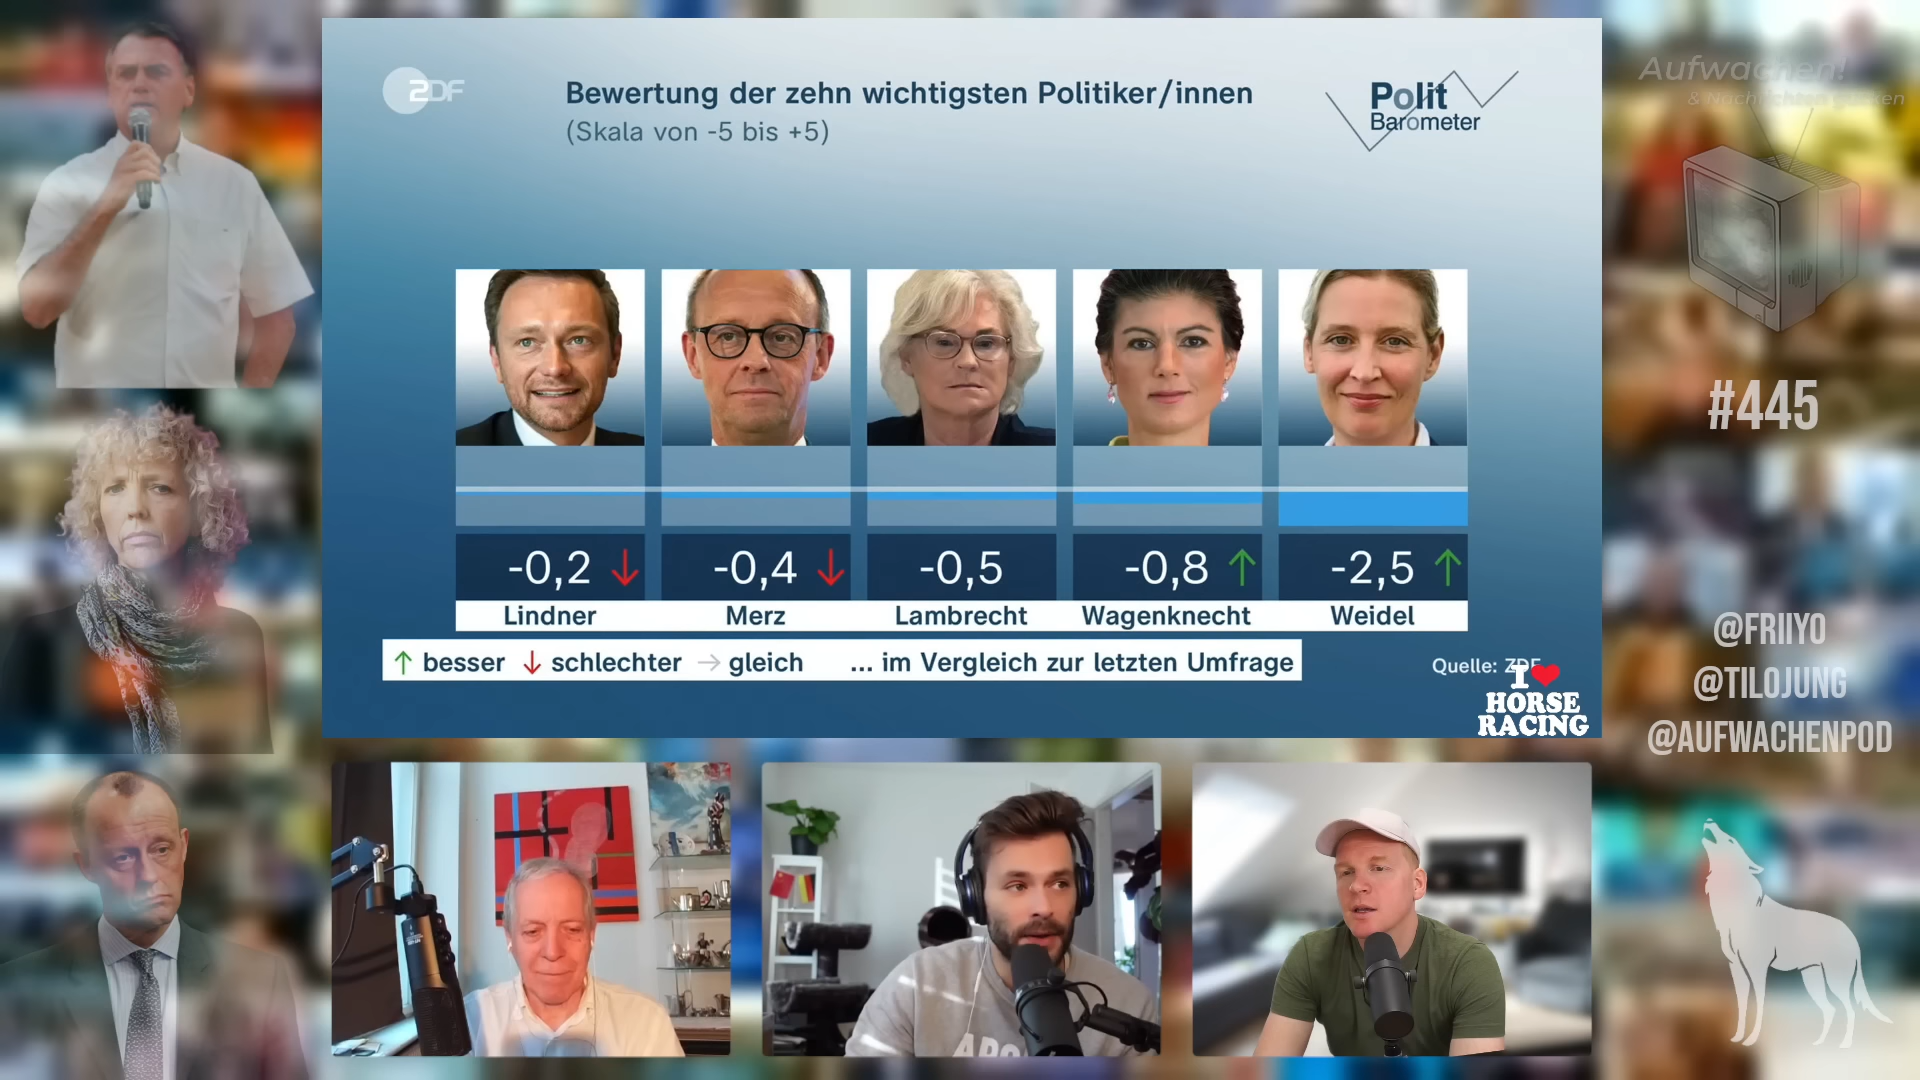 ZDF
Bewertung der zehn wichtigsten Politiker/innen
(Skala von -5 bis +5)
Polit
Barometer
Aufwachen!
& Nachrichten gucken
-0,2
-0,4
-0,5
-0,8
-2,5
Lindner
Merz
Lambrecht
Wagenknecht
Weidel
besser
schlechter
gleich
... im Vergleich zur letzten Umfrage
Quelle: ZDF
I
HORSE
RACING
#445
@FRIIYO
@TILOJUNG
@AUFWACHENPOD